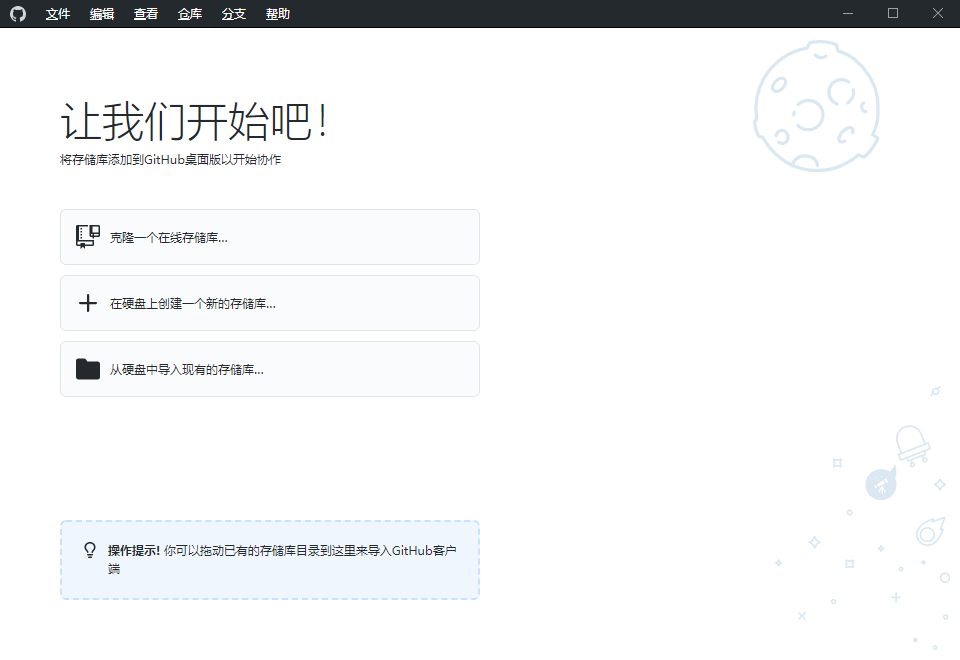 文件 编辑 查看 仓库 分支 帮助
让我们开始吧!
将存储库添加到GitHub桌面版以开始协作
克隆一个在线存储库...
在硬盘上创建一个新的存储库...
从硬盘中导入现有的存储库...
操作提示! 你可以拖动已有的存储库目录到这里来导入GitHub客户
端